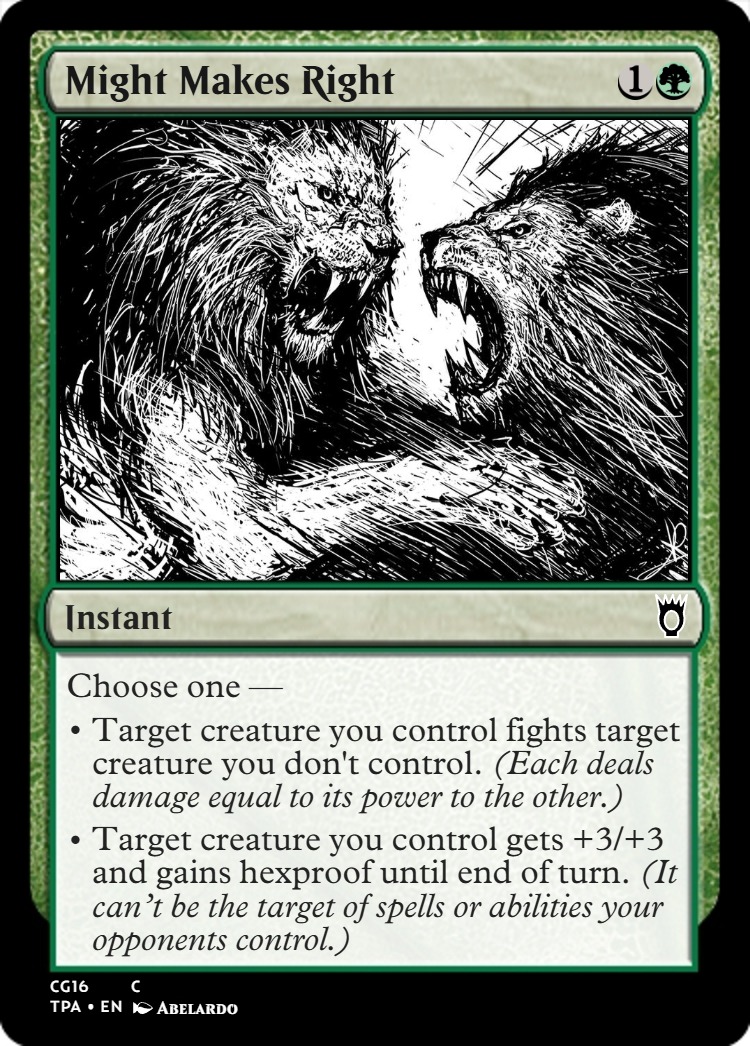 Might Makes Right 1
Instant
Choose one —
• Target creature you control fights target
creature you don't control. (Each deals
damage equal to its power to the other.)
• Target creature you control gets +3/+3
and gains hexproof until end of turn. (It
can’t be the target of spells or abilities your
opponents control.)
CG16 C
TPA • EN Abelardo